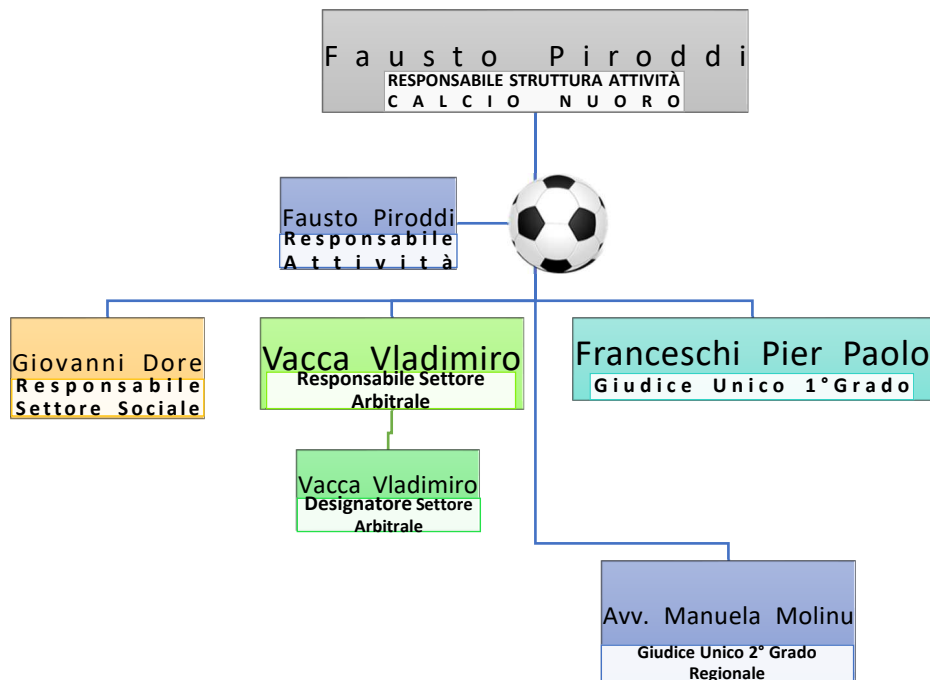 Fausto Piroddi
RESPONSABILE STRUTTURA ATTIVITÀ
CALCIO NUORO
Fausto Piroddi
Responsabile
Attività
Giovanni Dore
Responsabile
Settore Sociale
Vacca Vladimiro
Responsabile Settore
Arbitrale
Franceschi Pier Paolo
Giudice Unico 1°Grado
Vacca Vladimiro
Designatore Settore
Arbitrale
Avv. Manuela Molinu
Giudice Unico 2° Grado
Regionale